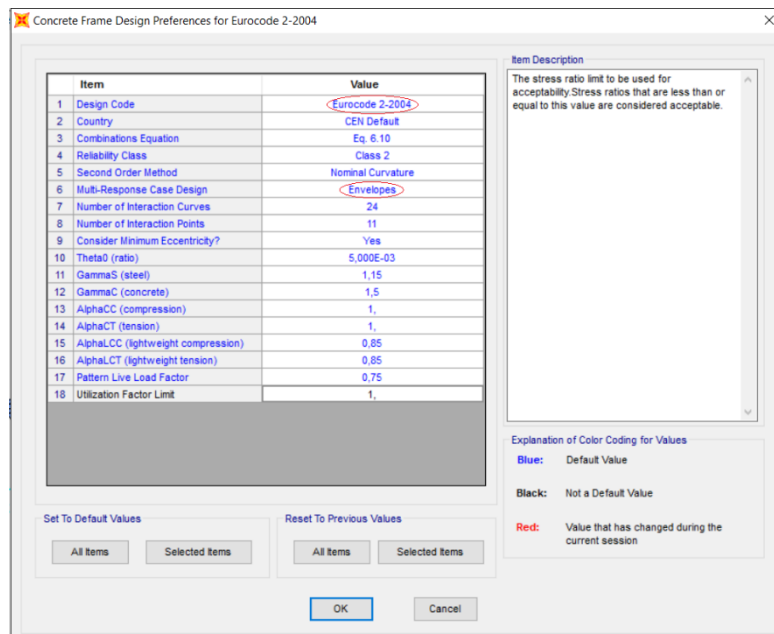 Concrete Frame Design Preferences for Eurocode 2-2004
Item Value
1 Design Code Eurocode 2-2004
2 Country CEN Default
3 Combinations Equation Eq. 6.10
4 Reliability Class Class 2
5 Second Order Method Nominal Curvature
6 Multi-Response Case Design Envelopes
7 Number of Interaction Curves 24
8 Number of Interaction Points 11
9 Consider Minimum Eccentricity? Yes
10 Theta0 (ratio) 5,000E-03
11 GammaS (steel) 1,15
12 GammaC (concrete) 1,5
13 AlphaCC (compression) 1,
14 AlphaCT (tension) 1,
15 AlphaLCC (lightweight compression) 0,85
16 AlphaLCT (lightweight tension) 0,85
17 Pattern Live Load Factor 0,75
18 Utilization Factor Limit 1,
Item Description
The stress ratio limit to be used for
acceptability.Stress ratios that are less than or
equal to this value are considered acceptable.
Explanation of Color Coding for Values
Blue: Default Value
Black: Not a Default Value
Red: Value that has changed during the
current session
Set To Default Values
All Items Selected Items
Reset To Previous Values
All Items Selected Items
OK Cancel